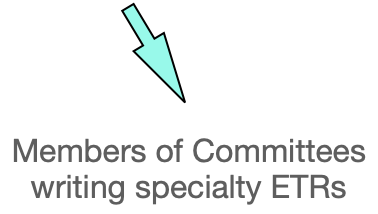 Members of Committees
writing specialty ETRs